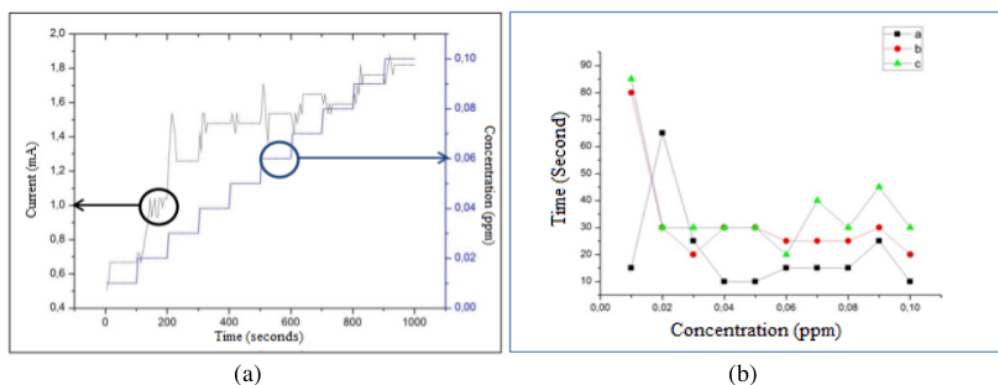 2,0
1,8
1,6
1,4
1,2
1,0
0,8
0,6
0,4
Current (mA)
0 200 400 600 800 1000
Time (seconds)
0,10
0,08
0,06
0,04
0,02
0,00
Concentration (ppm)
(a)
a
b
c
90
80
70
60
50
40
30
20
10
Time (Second)
0,00 0,02 0,04 0,06 0,08 0,10
Concentration (ppm)
(b)